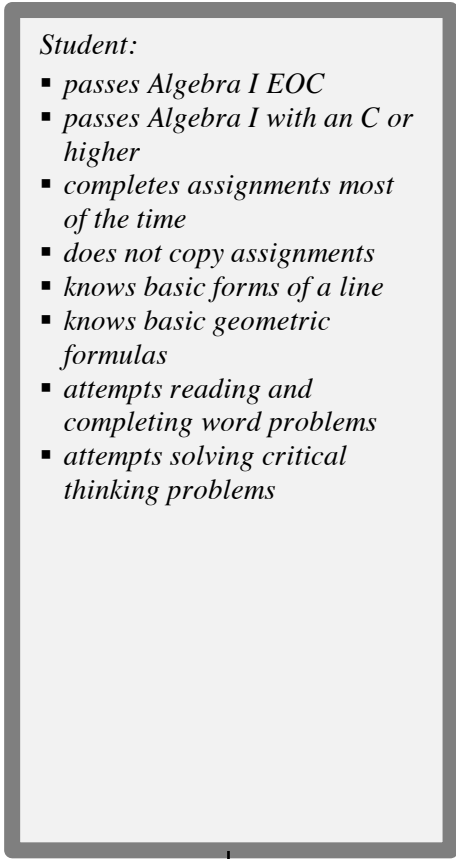 Student:
▪ passes Algebra I EOC
▪ passes Algebra I with an C or
higher
▪ completes assignments most
of the time
▪ does not copy assignments
▪ knows basic forms of a line
▪ knows basic geometric
formulas
▪ attempts reading and
completing word problems
▪ attempts solving critical
thinking problems